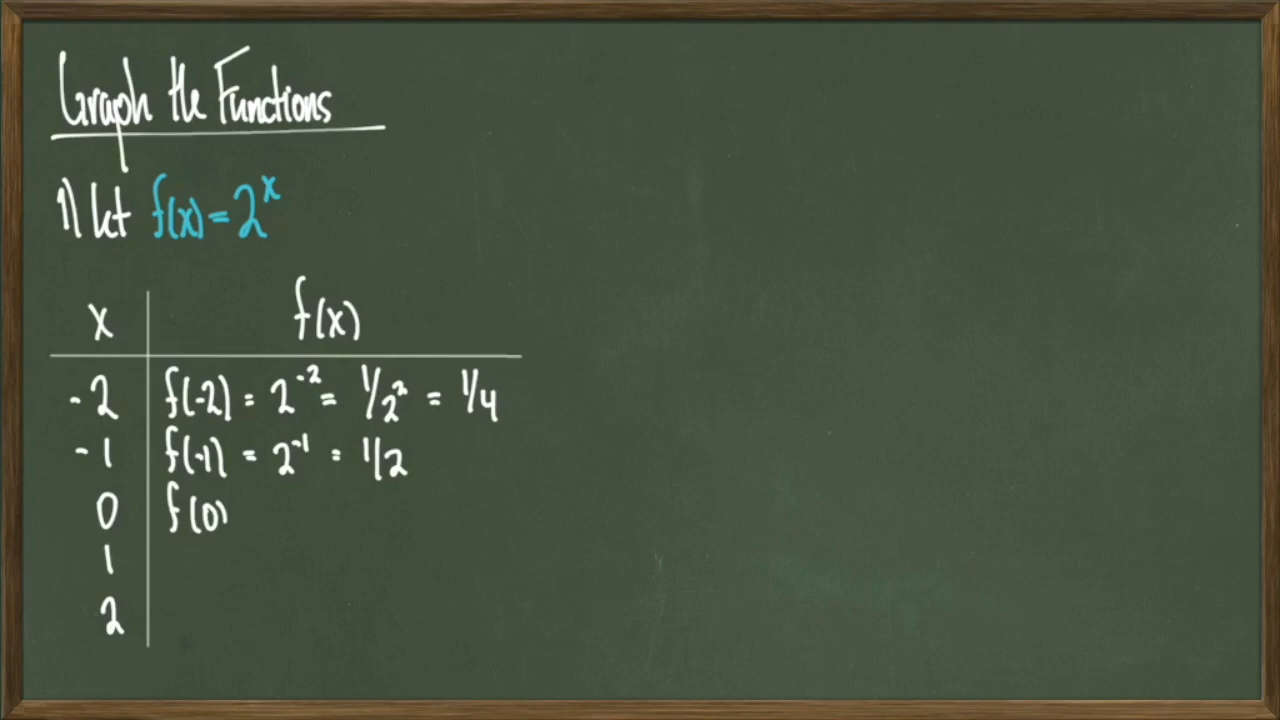 Graph the Functions
1) let f(x) = 2^x
x f(x)
-2 f(-2) = 2^-2 = 1/2^2 = 1/4
-1 f(-1) = 2^-1 = 1/2
0 f(0)
1
2